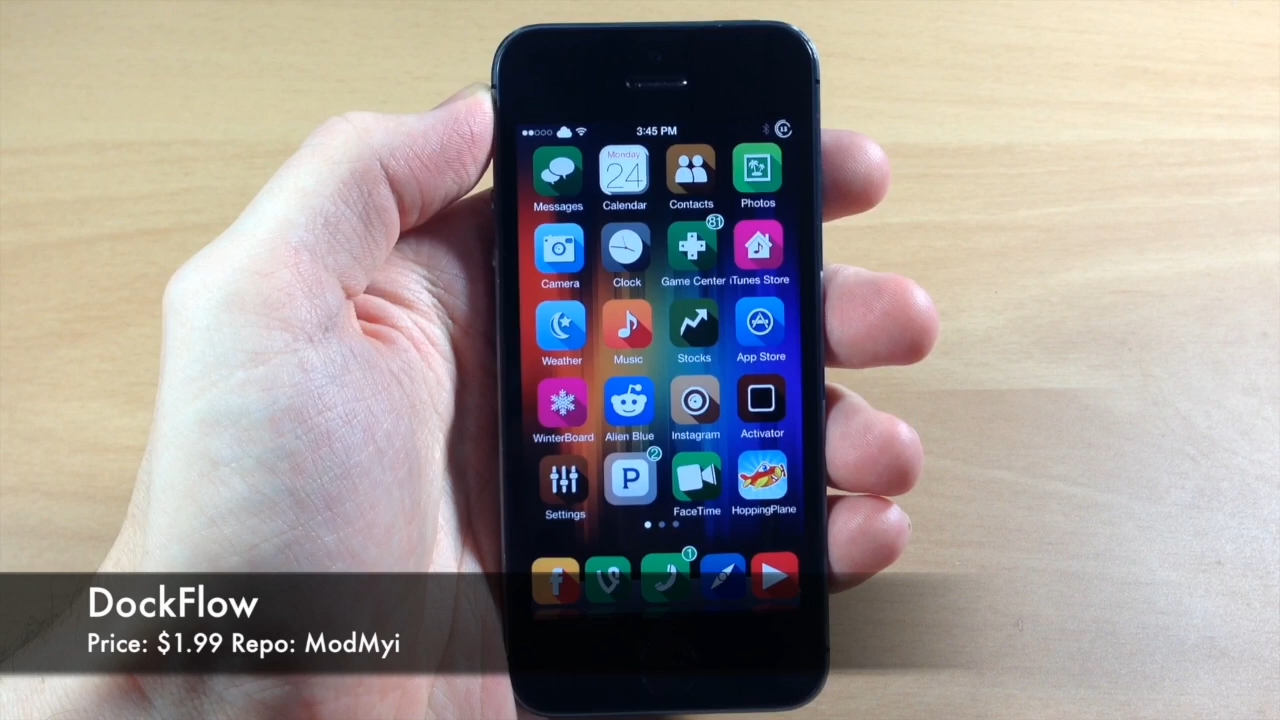 3:45 PM
13
Monday
24
Messages Calendar Contacts Photos
81
Camera Clock Game Center iTunes Store
Weather Music Stocks App Store
WinterBoard Alien Blue Instagram Activator
P
2
Settings FaceTime HoppingPlane
1
f
DockFlow
Price: $1.99 Repo: ModMyi